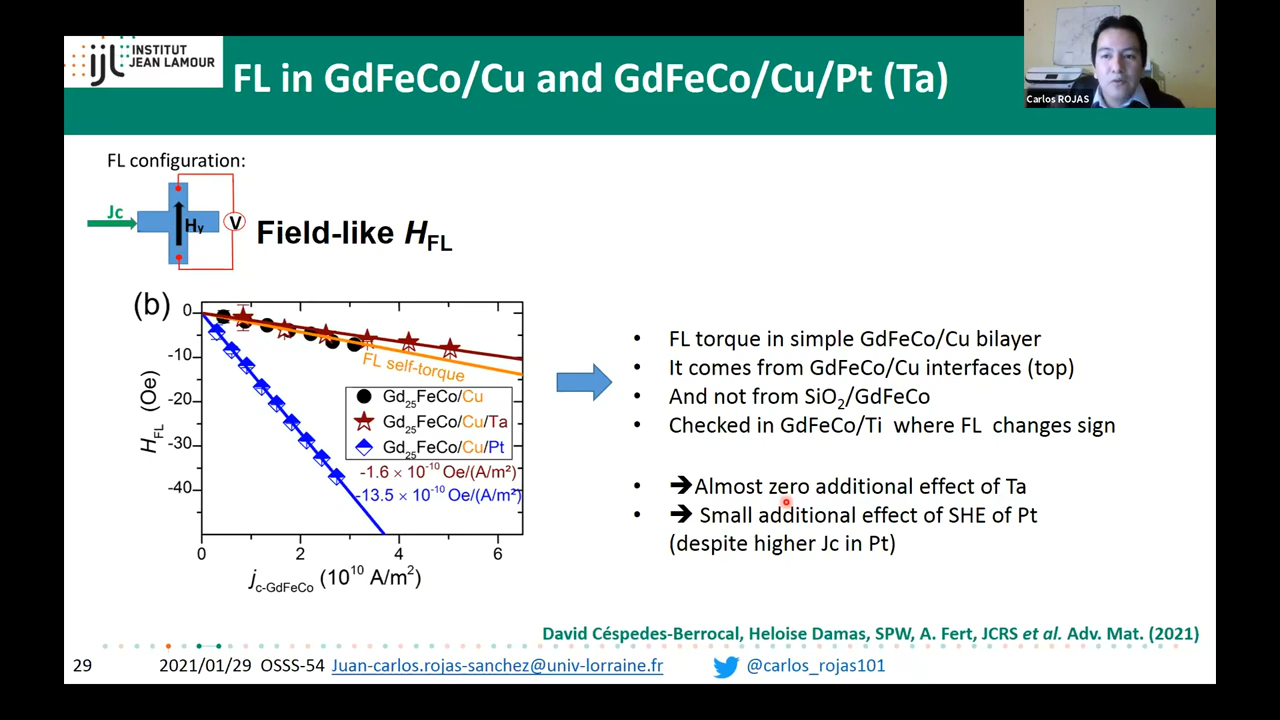 INSTITUT
JEAN LAMOUR
ijl
FL in GdFeCo/Cu and GdFeCo/Cu/Pt (Ta)
Carlos ROJAS
FL configuration:
Jc
Hy
V
Field-like HFL
(b)
0
-10
-20
-30
-40
HFL (Oe)
FL self-torque
Gd25FeCo/Cu
Gd25FeCo/Cu/Ta
Gd25FeCo/Cu/Pt
-1.6 × 10-10 Oe/(A/m²)
-13.5 × 10-10 Oe/(A/m²)
0 2 4 6
jc-GdFeCo (1010 A/m2)
• FL torque in simple GdFeCo/Cu bilayer
• It comes from GdFeCo/Cu interfaces (top)
• And not from SiO2/GdFeCo
• Checked in GdFeCo/Ti where FL changes sign
• ➔Almost zero additional effect of Ta
• ➔ Small additional effect of SHE of Pt
(despite higher Jc in Pt)
David Céspedes-Berrocal, Heloise Damas, SPW, A. Fert, JCRS et al. Adv. Mat. (2021)
29 2021/01/29 OSSS-54 Juan-carlos.rojas-sanchez@univ-lorraine.fr @carlos_rojas101